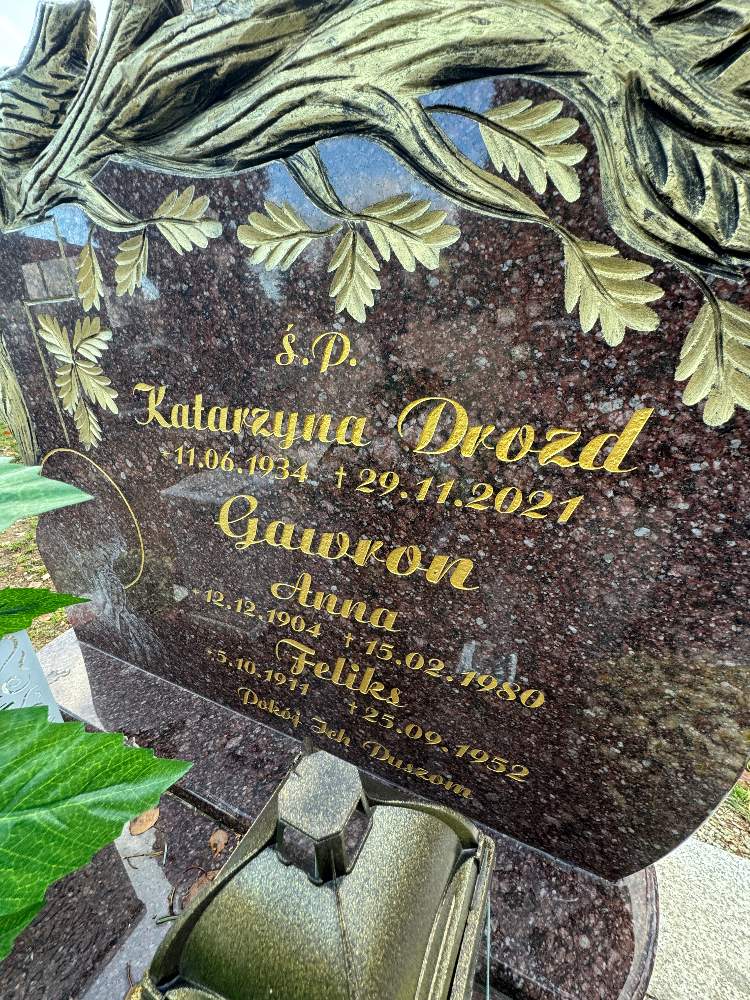 ś.P.
Katarzyna Drozd
*11.06.1934 †29.11.2021
Gawron
Anna
*12.12.1904 †15.02.1980
Feliks
*5.10.1911 †25.09.1952
Pokój Ich Duszom